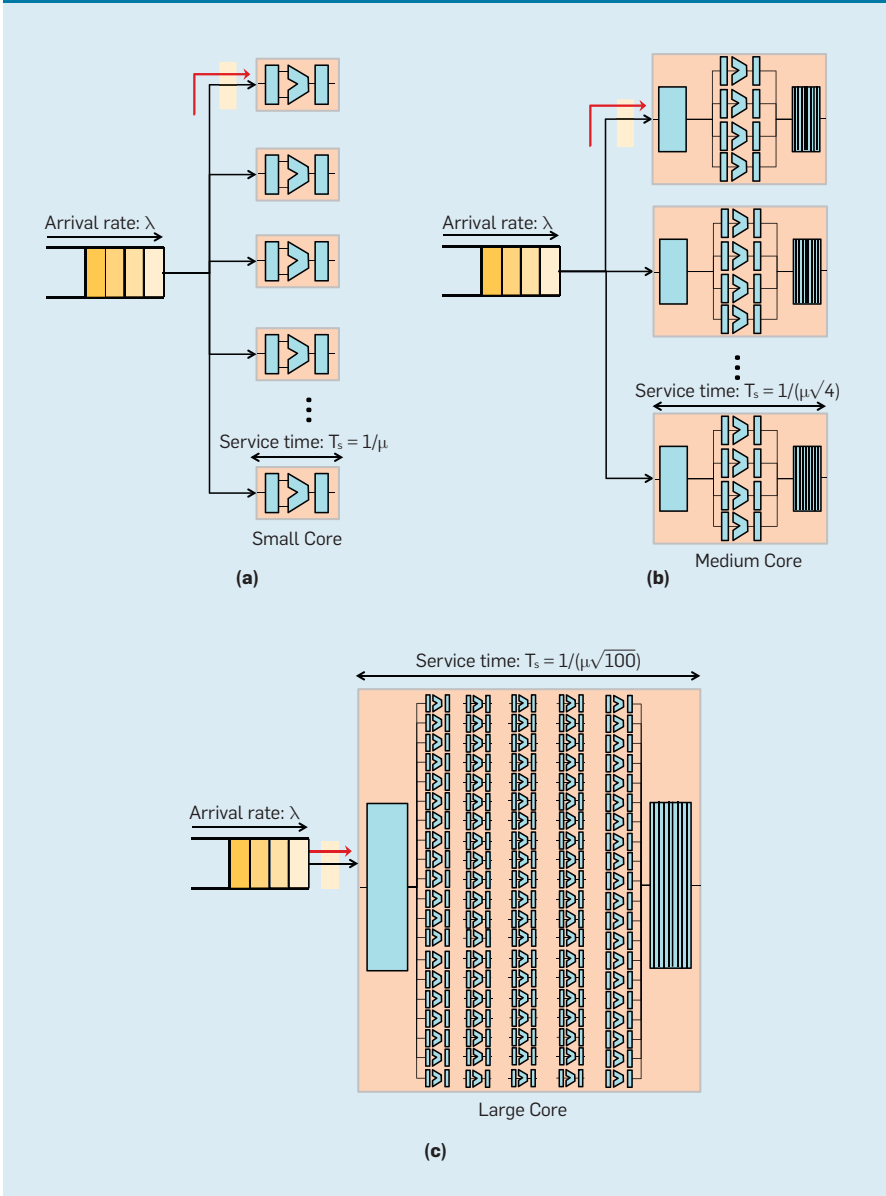 Arrival rate: λ
Service time: Tₛ = 1/μ
Small Core
(a)
Arrival rate: λ
Service time: Tₛ = 1/(μ√4)
Medium Core
(b)
Service time: Tₛ = 1/(μ√100)
Arrival rate: λ
Large Core
(c)